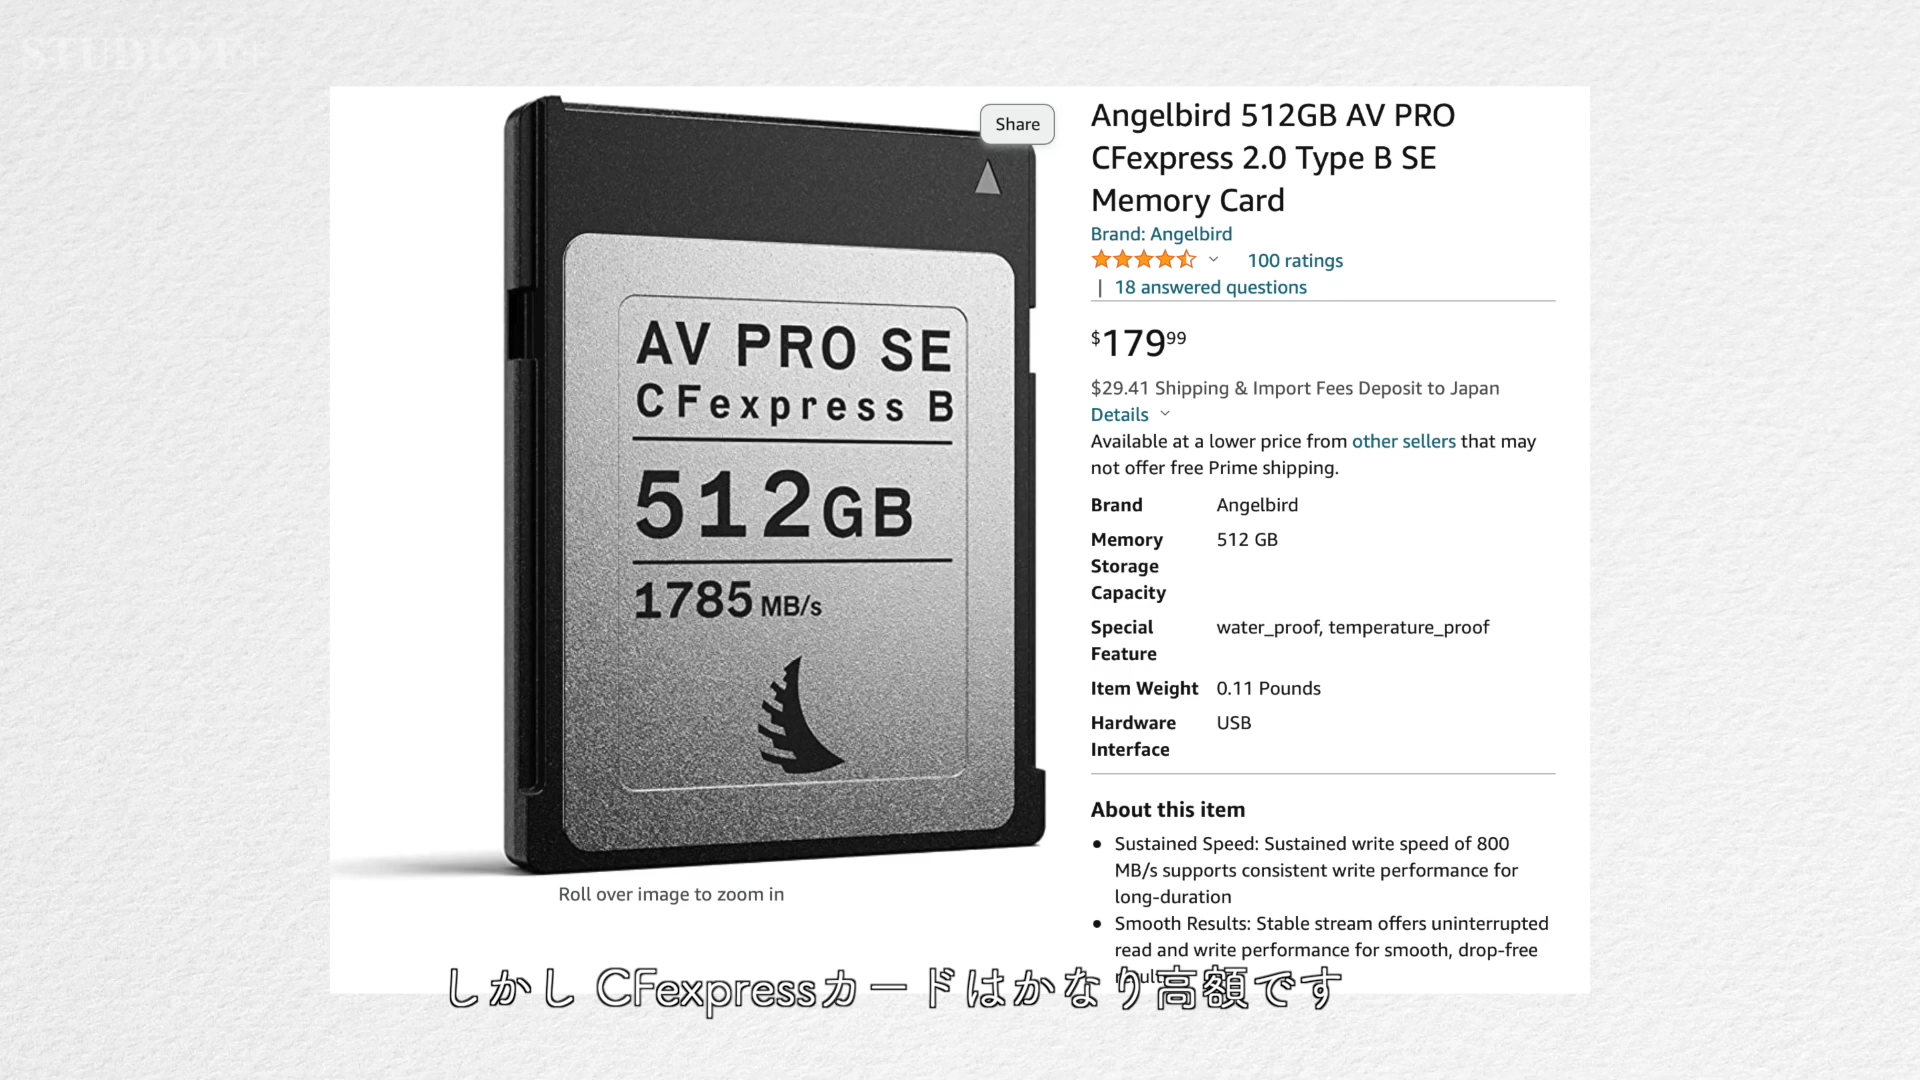 STUDIO
Share
AV PRO SE
CFexpress B
512GB
1785 MB/s
Roll over image to zoom in
Angelbird 512GB AV PRO
CFexpress 2.0 Type B SE
Memory Card
Brand: Angelbird
100 ratings
| 18 answered questions
$17999
$29.41 Shipping & Import Fees Deposit to Japan
Details
Available at a lower price from other sellers that may
not offer free Prime shipping.
Brand Angelbird
Memory 512 GB
Storage
Capacity
Special water_proof, temperature_proof
Feature
Item Weight 0.11 Pounds
Hardware USB
Interface
About this item
Sustained Speed: Sustained write speed of 800
MB/s supports consistent write performance for
long-duration
Smooth Results: Stable stream offers uninterrupted
read and write performance for smooth, drop-free
しかし CFexpressカードはかなり高額です